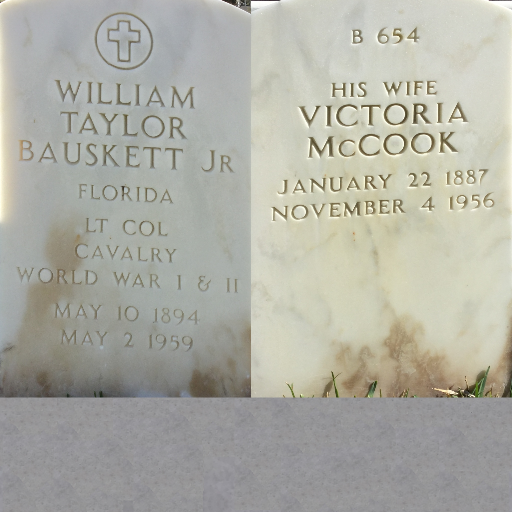 WILLIAM
TAYLOR
BAUSKETT JR
FLORIDA
LT COL
CAVALRY
WORLD WAR I & II
MAY 10 1894
MAY 2 1959
B 654
HIS WIFE
VICTORIA
McCOOK
JANUARY 22 1887
NOVEMBER 4 1956